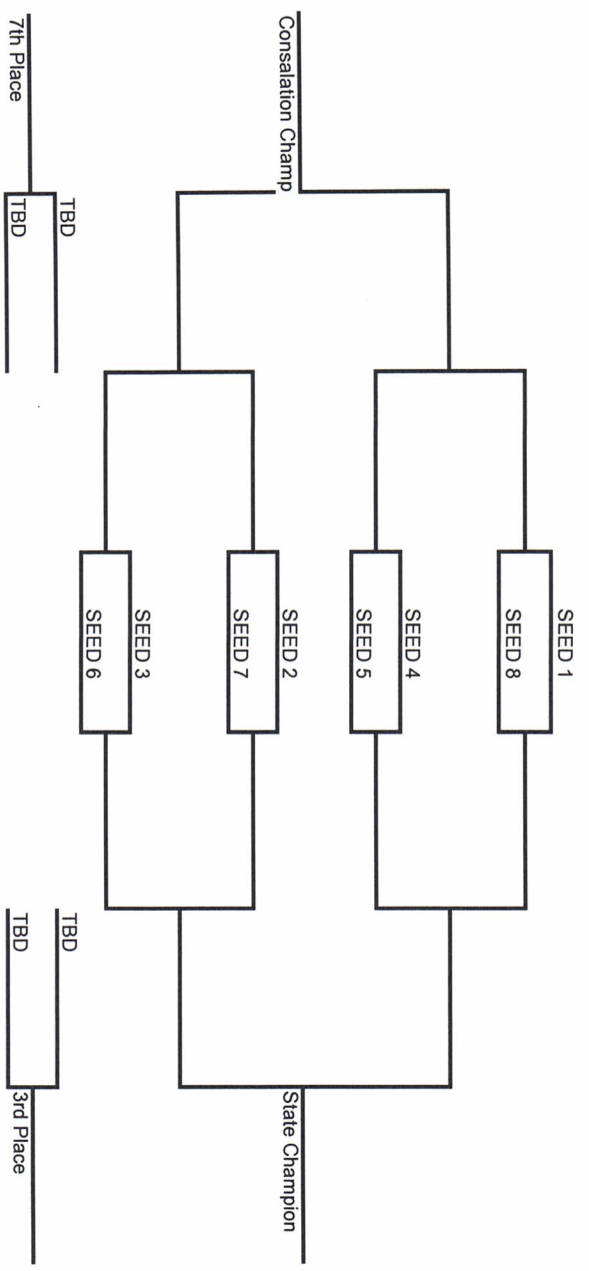 SEED 1
SEED 8
SEED 4
SEED 5
Consalation Champ
State Champion
SEED 2
SEED 7
SEED 3
SEED 6
TBD
TBD
7th Place
TBD
TBD
3rd Place